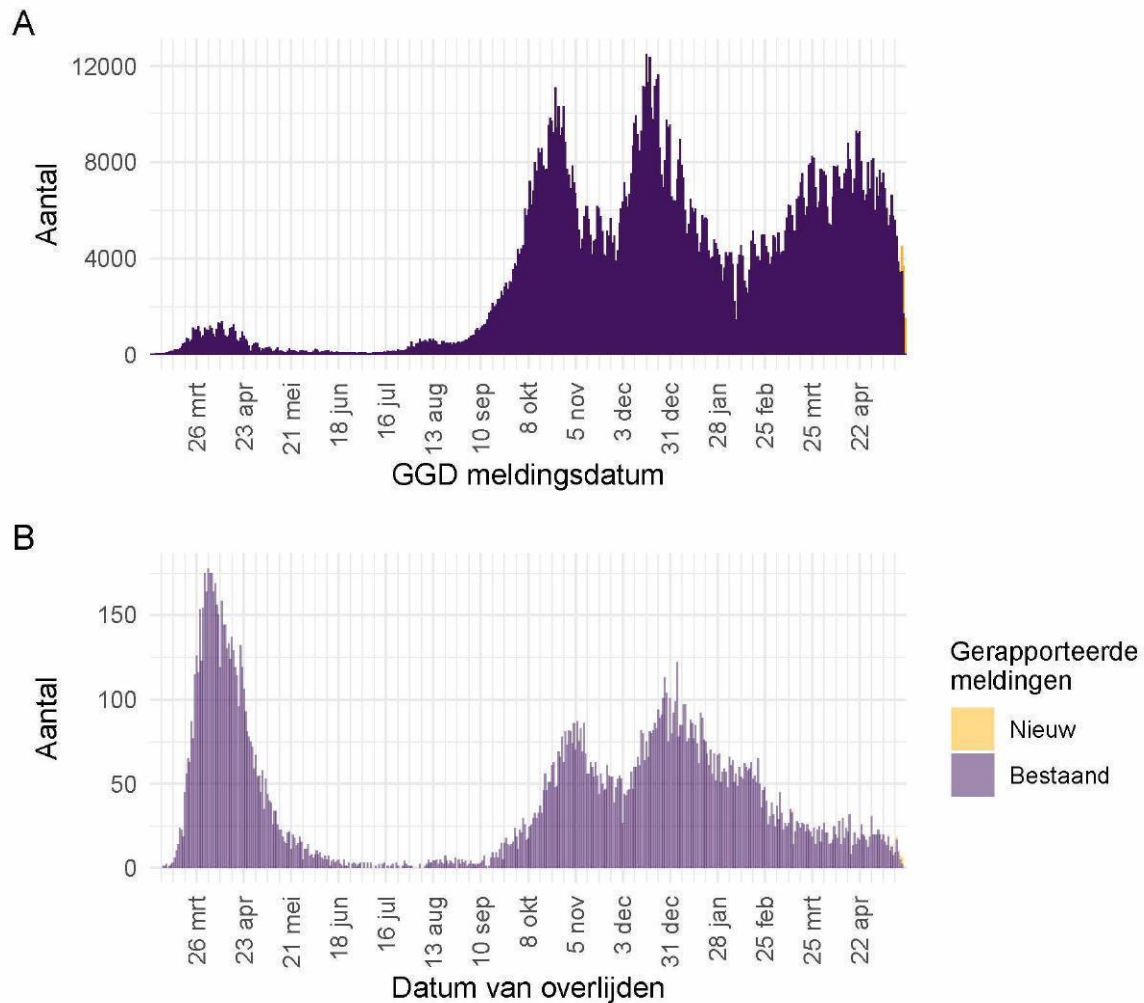 A
12000
8000
4000
0
Aantal
26 mrt
23 apr
21 mei
18 jun
16 jul
13 aug
10 sep
8 okt
5 nov
3 dec
31 dec
28 jan
25 feb
25 mrt
22 apr
GGD meldingsdatum
B
150
100
50
0
Aantal
26 mrt
23 apr
21 mei
18 jun
16 jul
13 aug
10 sep
8 okt
5 nov
3 dec
31 dec
28 jan
25 feb
25 mrt
22 apr
Datum van overlijden
Gerapporteerde
meldingen
Nieuw
Bestaand